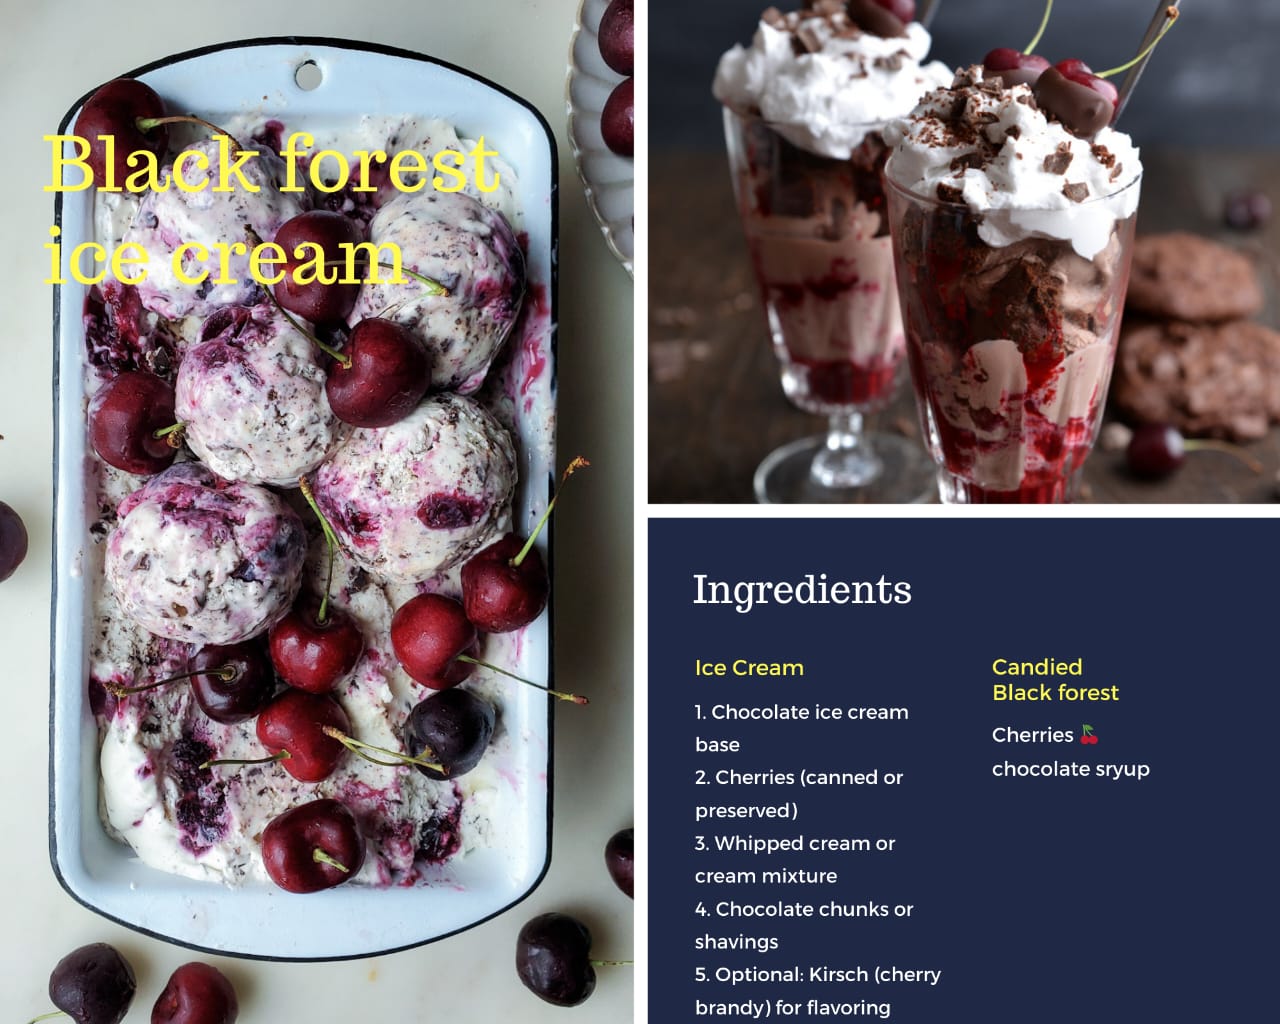 Black forest
ice cream
Ingredients
Ice Cream
1. Chocolate ice cream
base
2. Cherries (canned or
preserved)
3. Whipped cream or
cream mixture
4. Chocolate chunks or
shavings
5. Optional: Kirsch (cherry
brandy) for flavoring
Candied
Black forest
Cherries 🍒
chocolate sryup